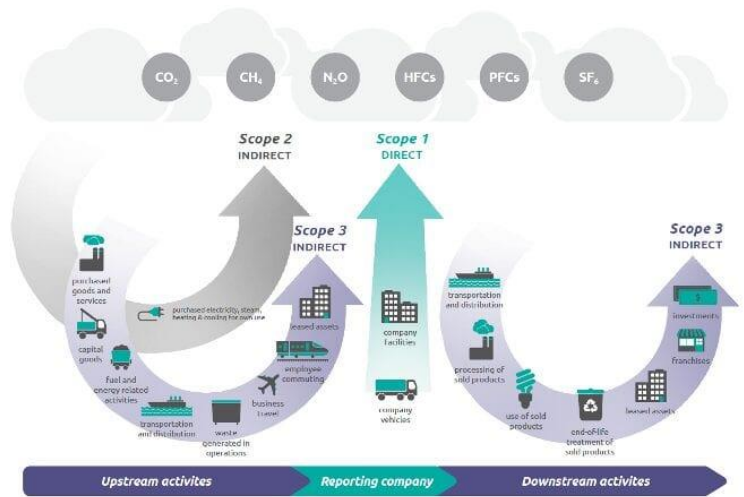 CO₂
CH₄
N₂O
HFCs
PFCs
SF₆
Scope 2
INDIRECT
Scope 1
DIRECT
Scope 3
INDIRECT
Scope 3
INDIRECT
purchased
goods and
services
capital
goods
fuel and
energy related
activities
transportation
and distribution
waste
generated in
operations
business
travel
employee
commuting
leased assets
purchased electricity, steam,
heating & cooling for own use
company
facilities
company
vehicles
transportation
and distribution
processing of
sold products
use of sold
products
end-of-life
treatment of
sold products
leased assets
franchises
investments
$
Upstream activites
Reporting company
Downstream activites